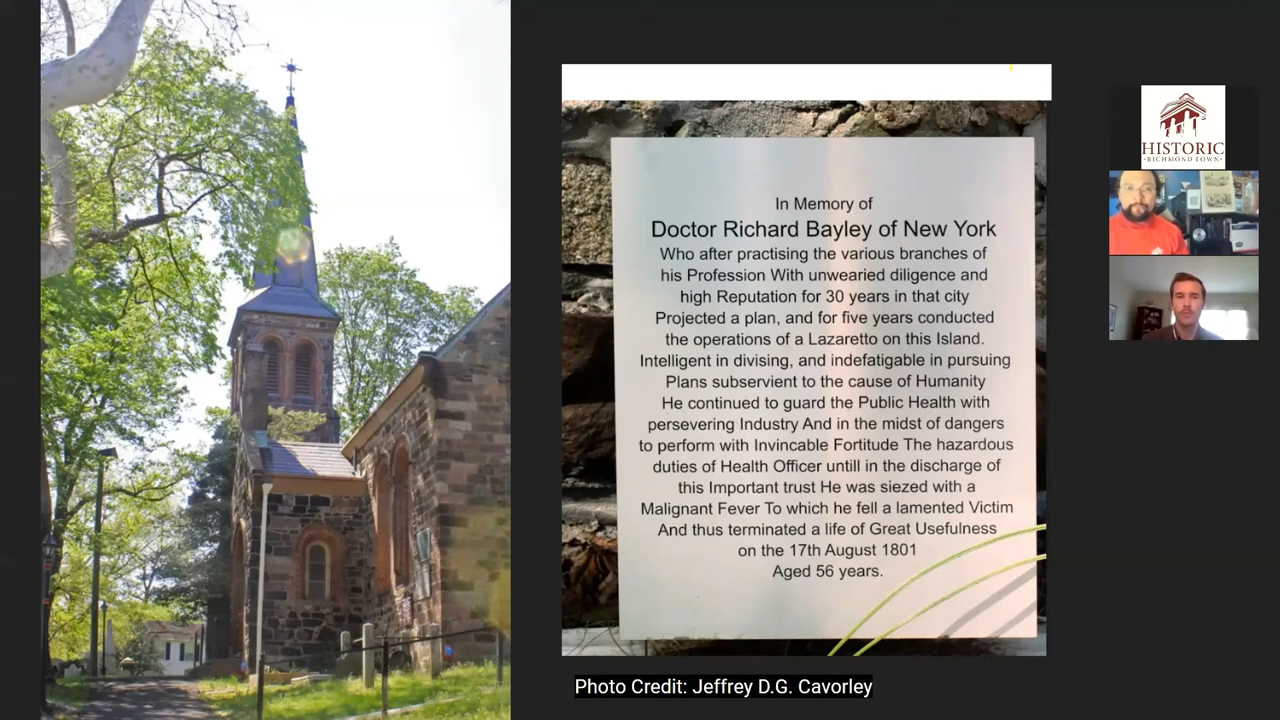 In Memory of
Doctor Richard Bayley of New York
Who after practising the various branches of
his Profession With unwearied diligence and
high Reputation for 30 years in that city
Projected a plan, and for five years conducted
the operations of a Lazaretto on this Island.
Intelligent in divising, and indefatigable in pursuing
Plans subservient to the cause of Humanity
He continued to guard the Public Health with
persevering Industry And in the midst of dangers
to perform with Invincable Fortitude The hazardous
duties of Health Officer untill in the discharge of
this Important trust He was siezed with a
Malignant Fever To which he fell a lamented Victim
And thus terminated a life of Great Usefulness
on the 17th August 1801
Aged 56 years.
Photo Credit: Jeffrey D.G. Cavorley
HISTORIC
•RICHMOND TOWN•